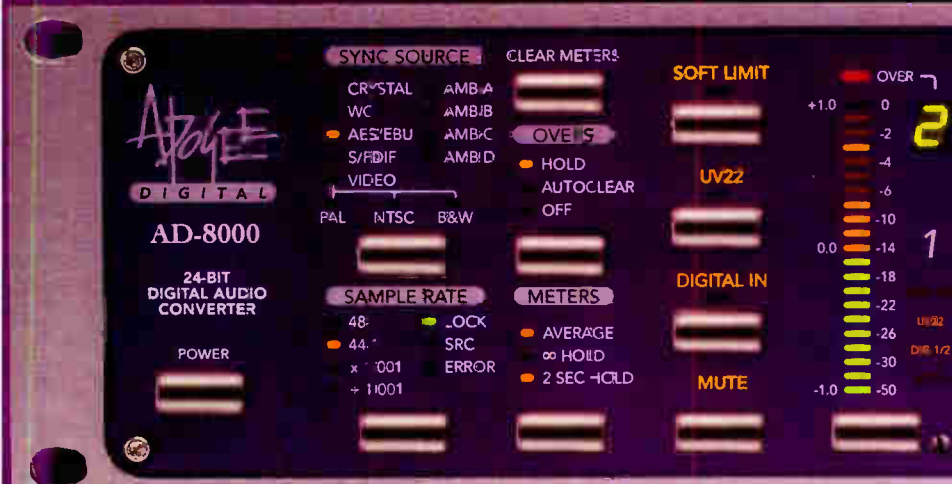 APOGEE
DIGITAL
AD-8000
24-BIT
DIGITAL AUDIO
CONVERTER
POWER
SYNC SOURCE
CRYSTAL AMB A
WC AMB B
AES/EBU AMB C
S/PDIF AMB D
VIDEO
PAL NTSC B&W
SAMPLE RATE
LOCK
44.1 SRC
ERROR
CLEAR METERS
OVERS
HOLD
AUTOCLEAR
OFF
METERS
AVERAGE
∞ HOLD
2 SEC HOLD
SOFT LIMIT
UV22
DIGITAL IN
MUTE
OVER
+1.0 0
-2
-4
-6
-10
0.0 -14
-18
-22
-26
-30
-1.0 -50
2
1
UV22
DIG 1/2